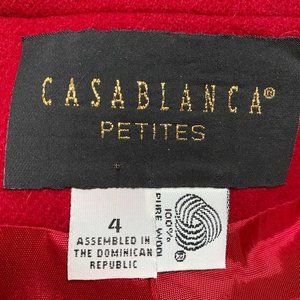 CASABLANCA®
PETITES
4
ASSEMBLED IN
THE DOMINICAN
REPUBLIC
100%
PURE WOOL